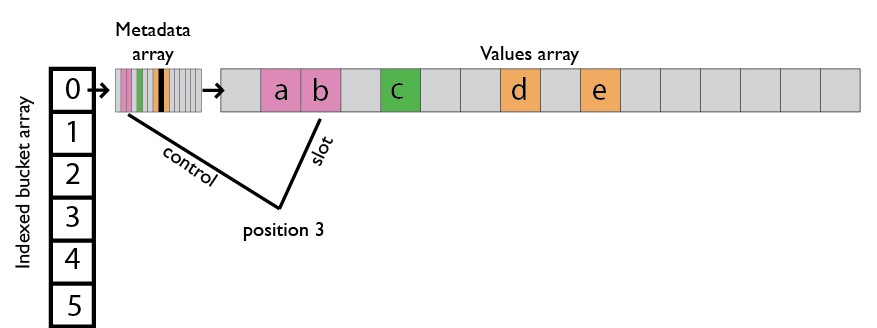 Metadata
array
Values array
Indexed bucket array
0
1
2
3
4
5
a
b
c
d
e
control
slot
position 3